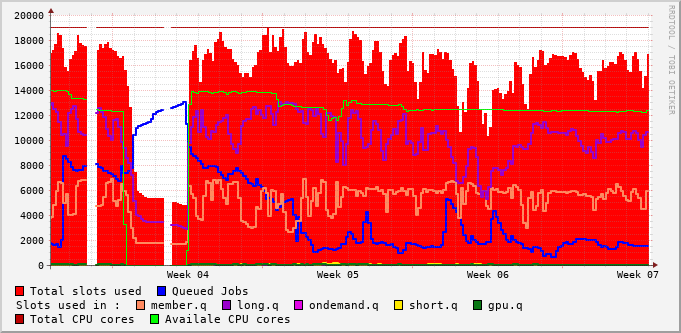 20000
18000
16000
14000
12000
10000
8000
6000
4000
2000
0
Week 04 Week 05 Week 06 Week 07
RRDTOOL / TOBI OETIKER
Total slots used Queued Jobs
Slots used in : member.q long.q ondemand.q short.q gpu.q
Total CPU cores Availale CPU cores